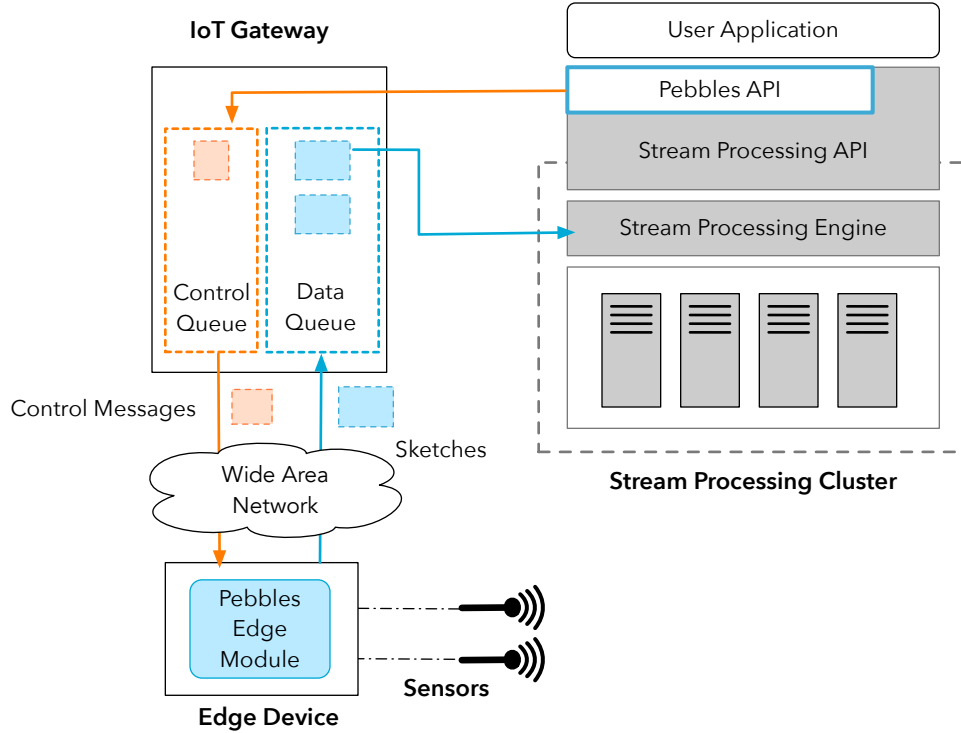 IoT Gateway
User Application
Pebbles API
Stream Processing API
Stream Processing Engine
Control
Queue
Data
Queue
Control Messages
Sketches
Wide Area
Network
Stream Processing Cluster
Pebbles
Edge
Module
Sensors
Edge Device